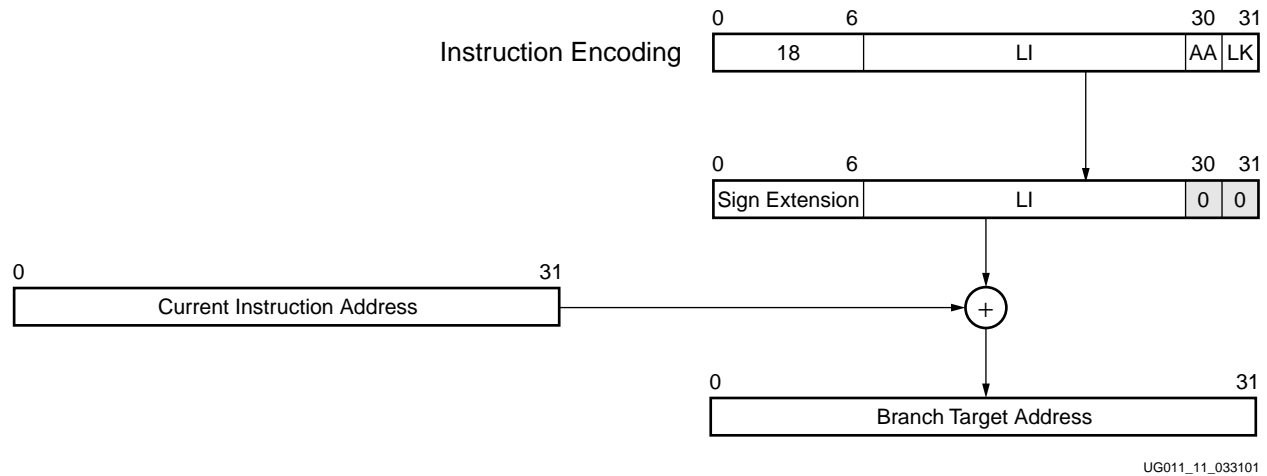 0 6 30 31
Instruction Encoding 18 LI AA LK
0 6 30 31
Sign Extension LI 0 0
0 31
Current Instruction Address +
0 31
Branch Target Address
UG011_11_033101